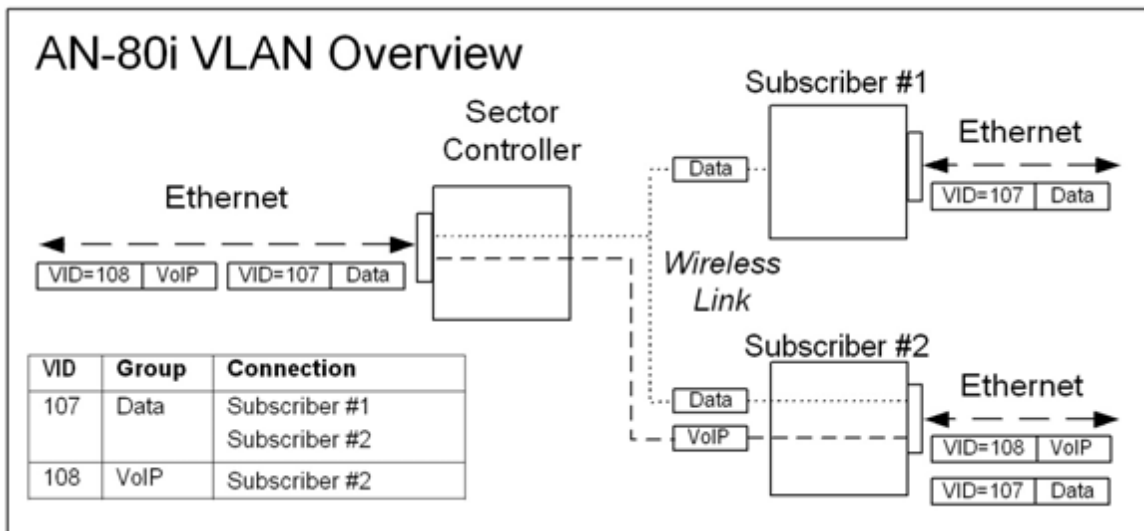 AN-80i VLAN Overview
Subscriber #1
Sector
Controller
Ethernet
Data
VID=107 Data
Ethernet
VID=108 VoIP VID=107 Data
Wireless
Link
Subscriber #2
Ethernet
Data
VoIP
VID=108 VoIP
VID=107 Data
VID Group Connection
107 Data Subscriber #1
Subscriber #2
108 VoIP Subscriber #2